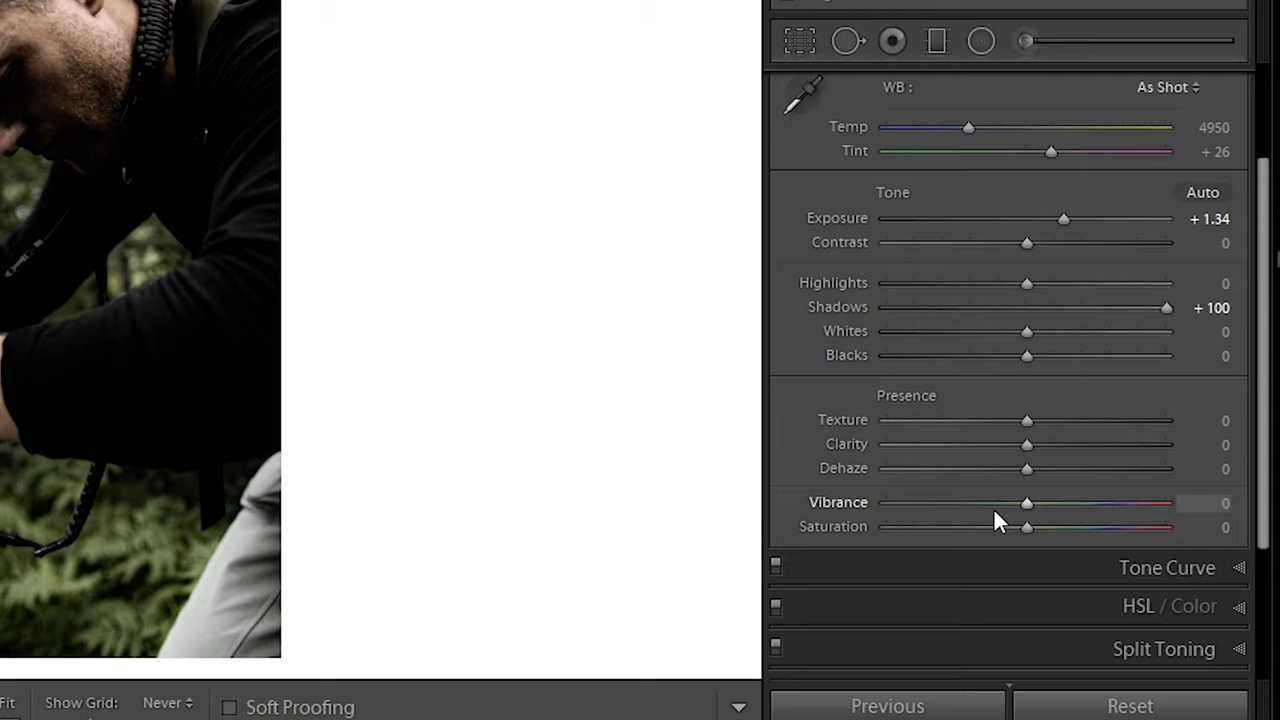 WB : As Shot
Temp 4950
Tint + 26
Tone Auto
Exposure + 1.34
Contrast 0
Highlights 0
Shadows + 100
Whites 0
Blacks 0
Presence
Texture 0
Clarity 0
Dehaze 0
Vibrance 0
Saturation 0
Tone Curve
HSL / Color
Split Toning
Fit Show Grid: Never Soft Proofing
Previous Reset